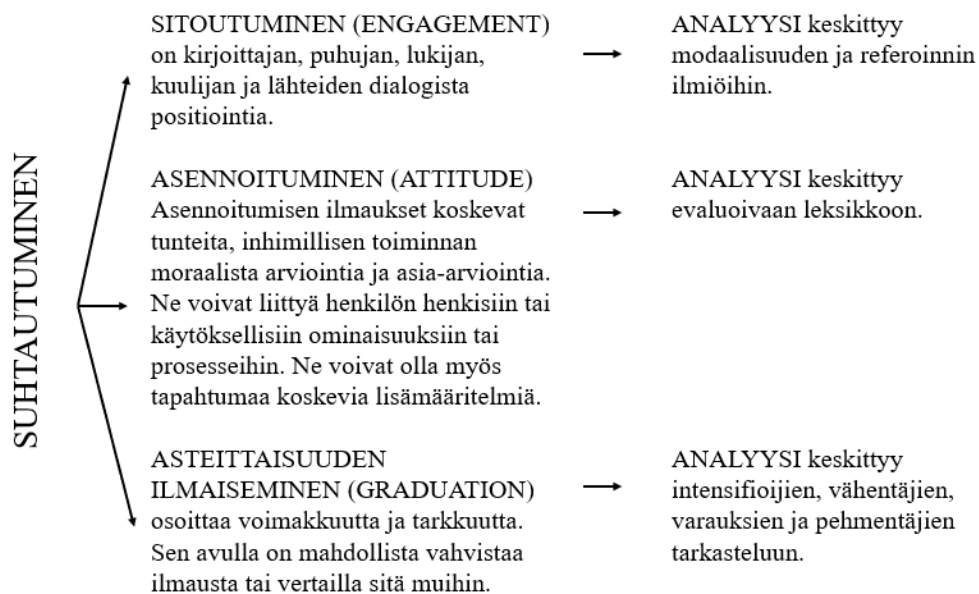 SUHTAUTUMINEN
SITOUTUMINEN (ENGAGEMENT)
on kirjoittajan, puhujan, lukijan,
kuulijan ja lähteiden dialogista
positiointia.
ANALYYSI keskittyy
modaalisuuden ja referoinnin
ilmiöihin.
ASENNOITUMINEN (ATTITUDE)
Asennoitumisen ilmaukset koskevat
tunteita, inhimillisen toiminnan
moraalista arviointia ja asia-arviointia.
Ne voivat liittyä henkilön henkisiin tai
käytöksellisiin ominaisuuksiin tai
prosesseihin. Ne voivat olla myös
tapahtumaa koskevia lisämääritelmiä.
ANALYYSI keskittyy
evaluoivaan leksikkoon.
ASTEITTAISUUDEN
ILMAISEMINEN (GRADUATION)
osoittaa voimakkuutta ja tarkkuutta.
Sen avulla on mahdollista vahvistaa
ilmausta tai vertailla sitä muihin.
ANALYYSI keskittyy
intensifioijien, vähentäjien,
varauksien ja pehmentäjien
tarkasteluun.